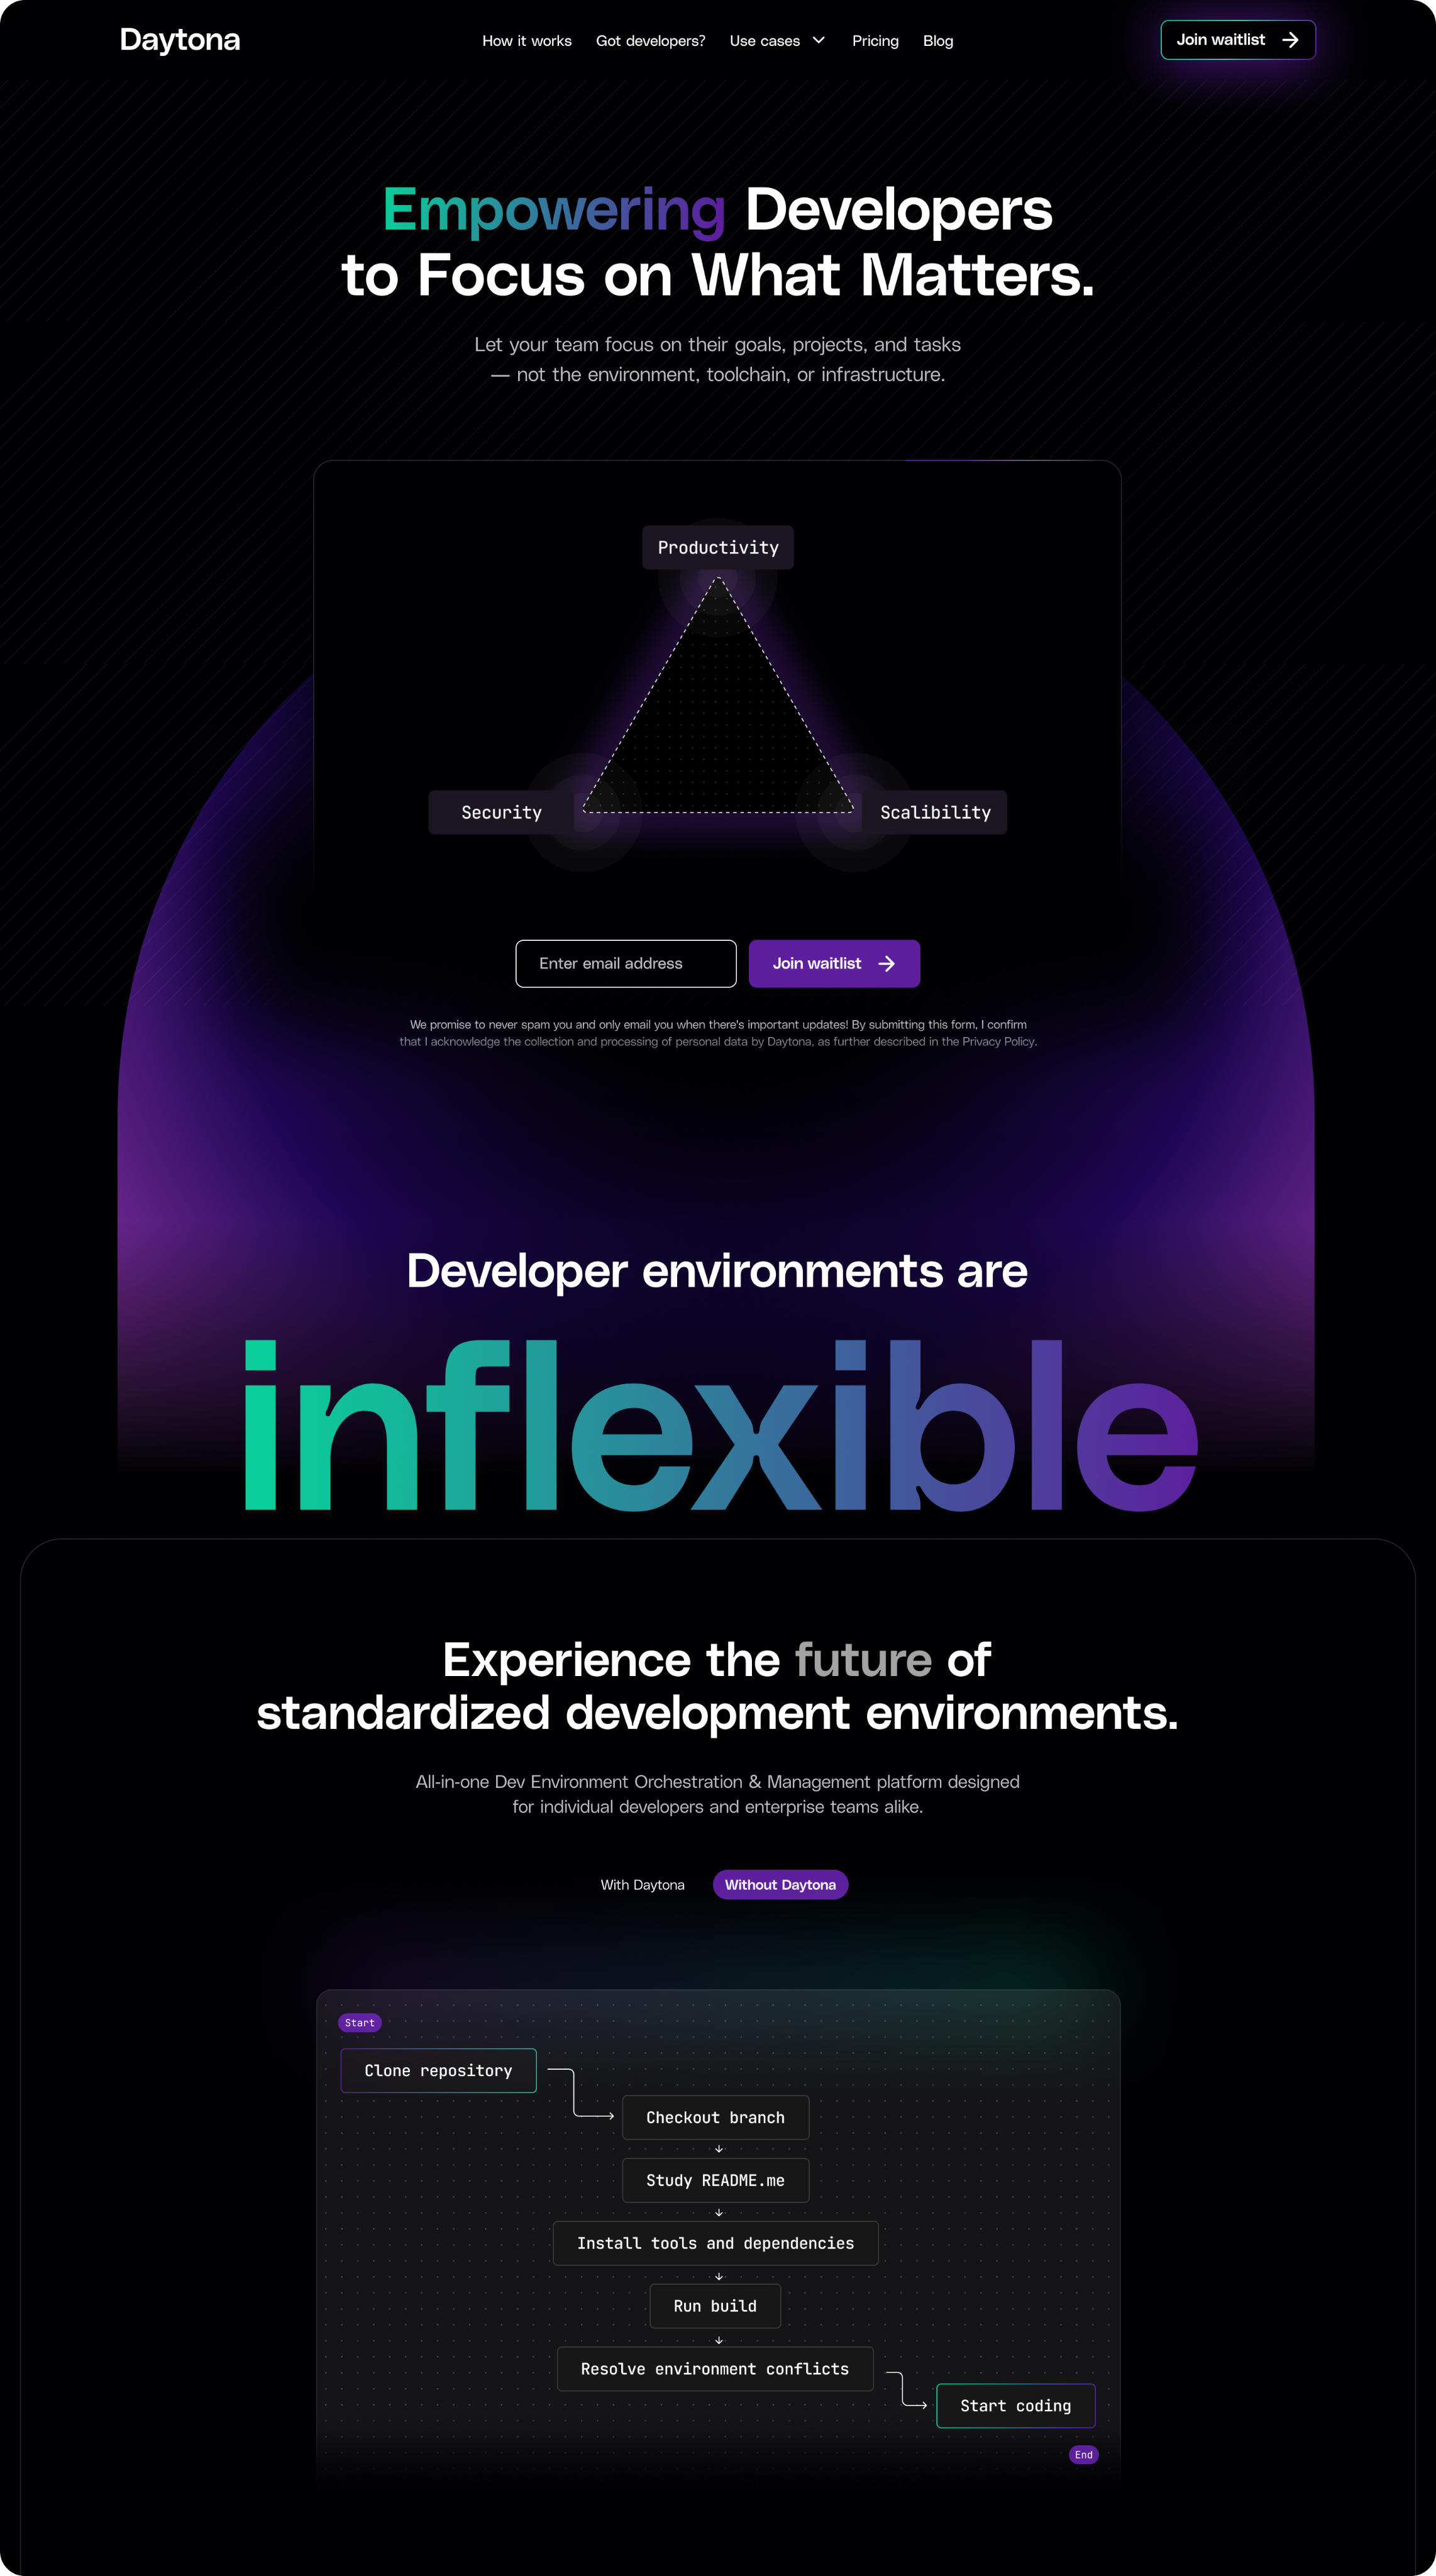 Daytona
How it works
Got developers?
Use cases
Pricing
Blog
Join waitlist
Empowering Developers
to Focus on What Matters.
Let your team focus on their goals, projects, and tasks
— not the environment, toolchain, or infrastructure.
Productivity
Security
Scalibility
Enter email address
Join waitlist
We promise to never spam you and only email you when there's important updates! By submitting this form, I confirm
that I acknowledge the collection and processing of personal data by Daytona, as further described in the Privacy Policy.
Developer environments are
inflexible
Experience the future of
standardized development environments.
All-in-one Dev Environment Orchestration & Management platform designed
for individual developers and enterprise teams alike.
With Daytona
Without Daytona
Start
Clone repository
Checkout branch
Study README.me
Install tools and dependencies
Run build
Resolve environment conflicts
Start coding
End